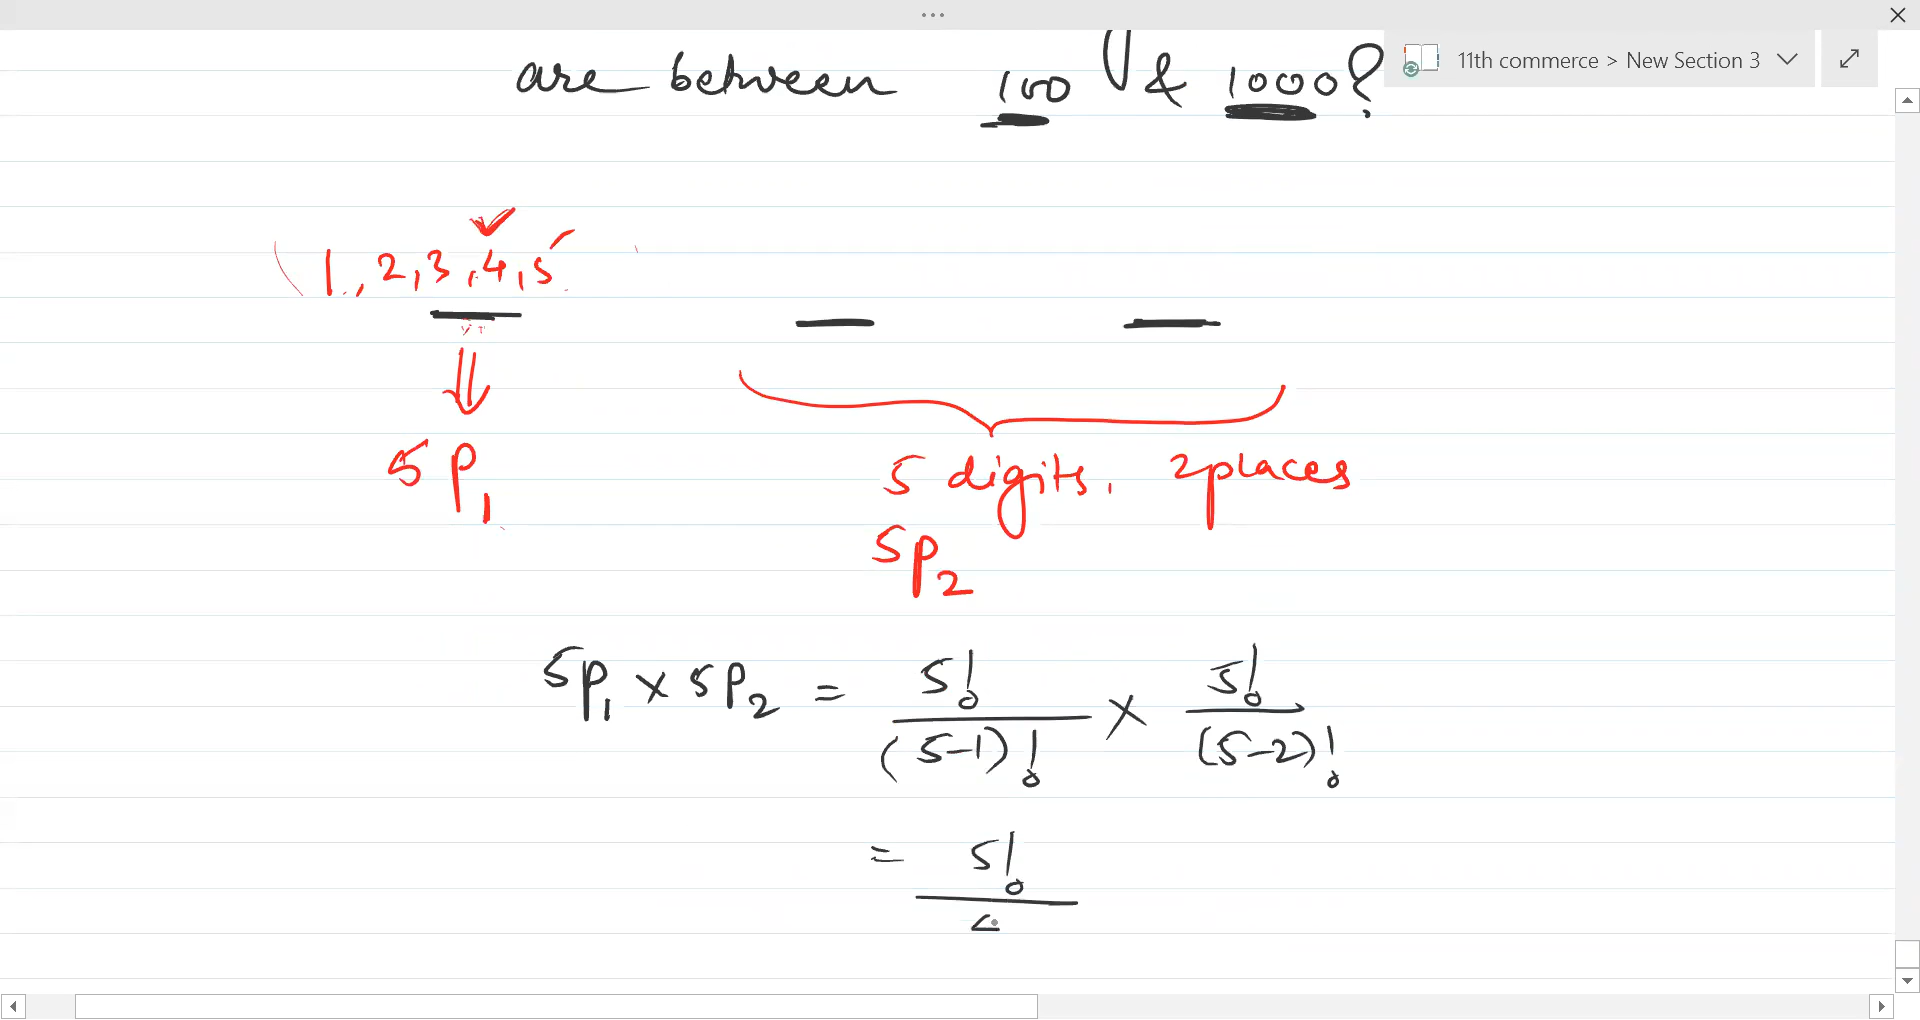 are between 100 & 1000?
11th commerce > New Section 3
1, 2, 3, 4, 5
5P1
5 digits, 2places
5P2
5P1 × 5P2 = 5! / (5-1)! × 5! / (5-2)!
= 5! /